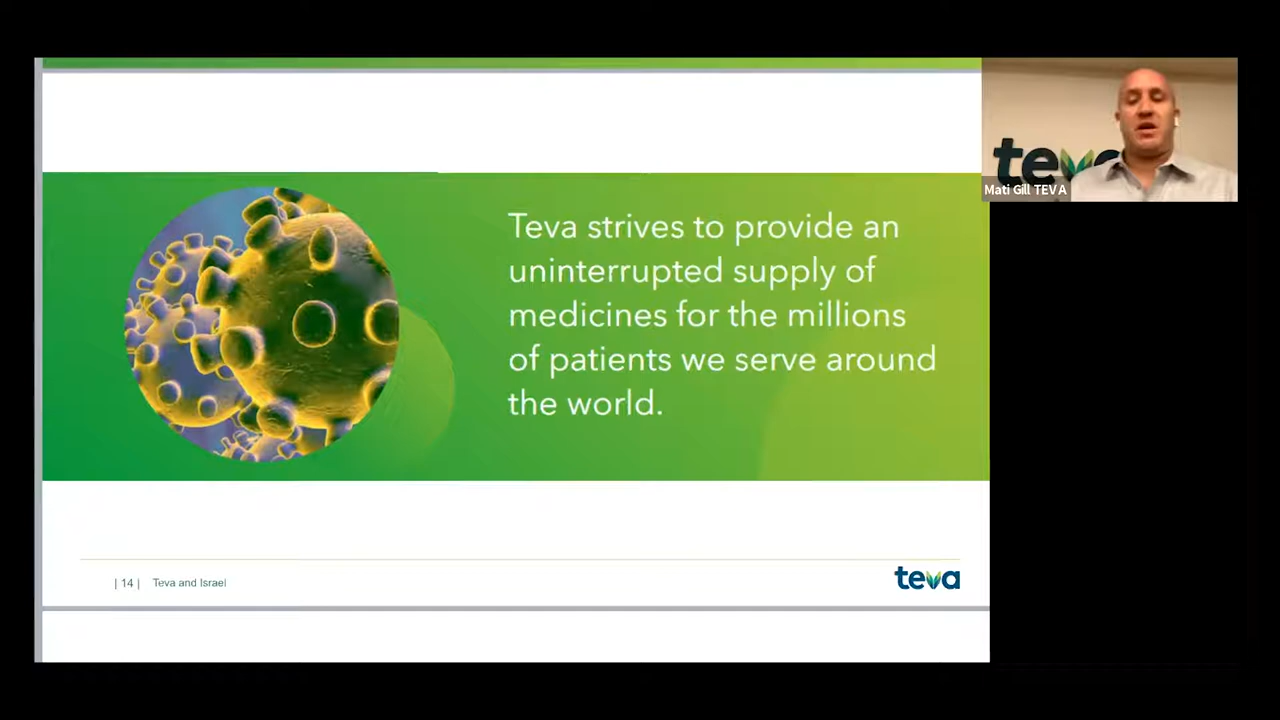 Teva strives to provide an
uninterrupted supply of
medicines for the millions
of patients we serve around
the world.
teva
Mati Gill TEVA
| 14 | Teva and Israel
teva